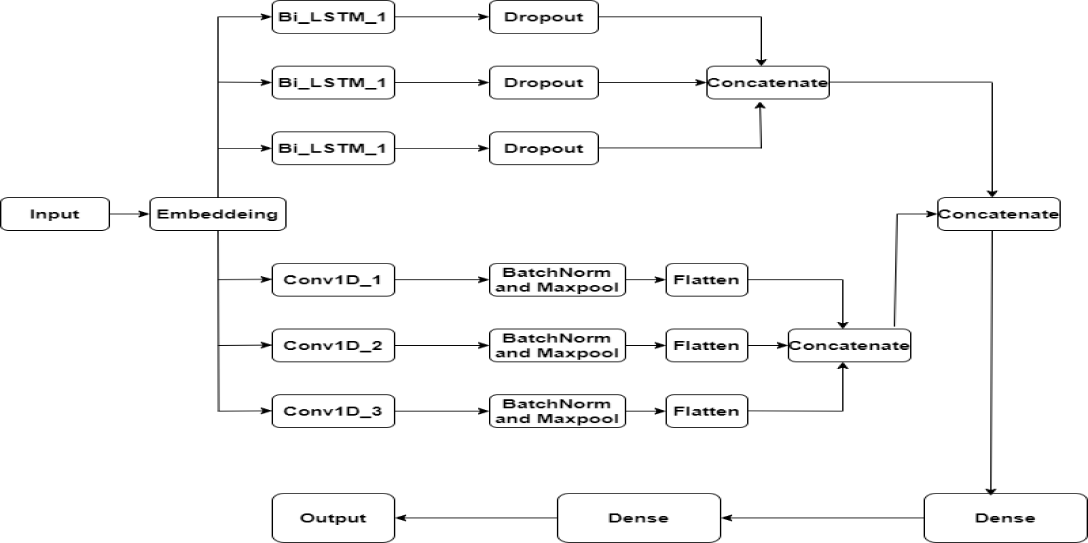 Bi_LSTM_1
Dropout
Bi_LSTM_1
Dropout
Concatenate
Bi_LSTM_1
Dropout
Input
Embeddeing
Concatenate
Conv1D_1
BatchNorm
and Maxpool
Flatten
Conv1D_2
BatchNorm
and Maxpool
Flatten
Concatenate
Conv1D_3
BatchNorm
and Maxpool
Flatten
Output
Dense
Dense